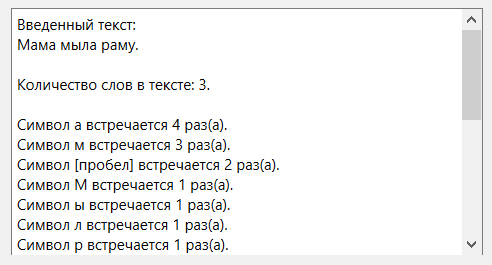 Введенный текст:
Мама мыла раму.
Количество слов в тексте: 3.
Символ а встречается 4 раз(а).
Символ м встречается 3 раз(а).
Символ [пробел] встречается 2 раз(а).
Символ М встречается 1 раз(а).
Символ ы встречается 1 раз(а).
Символ л встречается 1 раз(а).
Символ р встречается 1 раз(а).